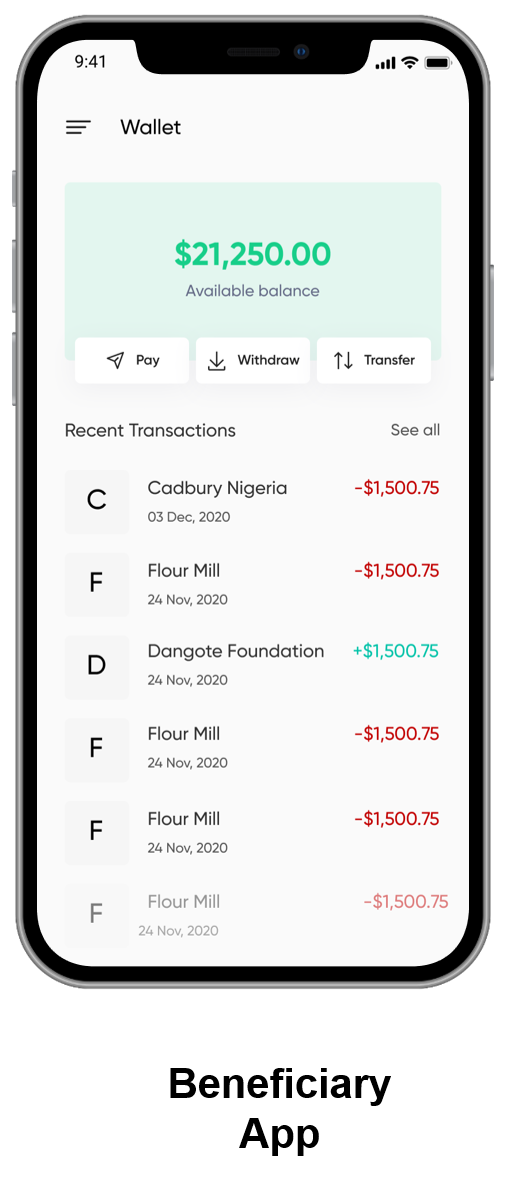 9:41
Wallet
$21,250.00
Available balance
Pay Withdraw Transfer
Recent Transactions See all
C Cadbury Nigeria -$1,500.75
03 Dec, 2020
F Flour Mill -$1,500.75
24 Nov, 2020
D Dangote Foundation +$1,500.75
24 Nov, 2020
F Flour Mill -$1,500.75
24 Nov, 2020
F Flour Mill -$1,500.75
24 Nov, 2020
F Flour Mill -$1,500.75
24 Nov, 2020
Beneficiary
App